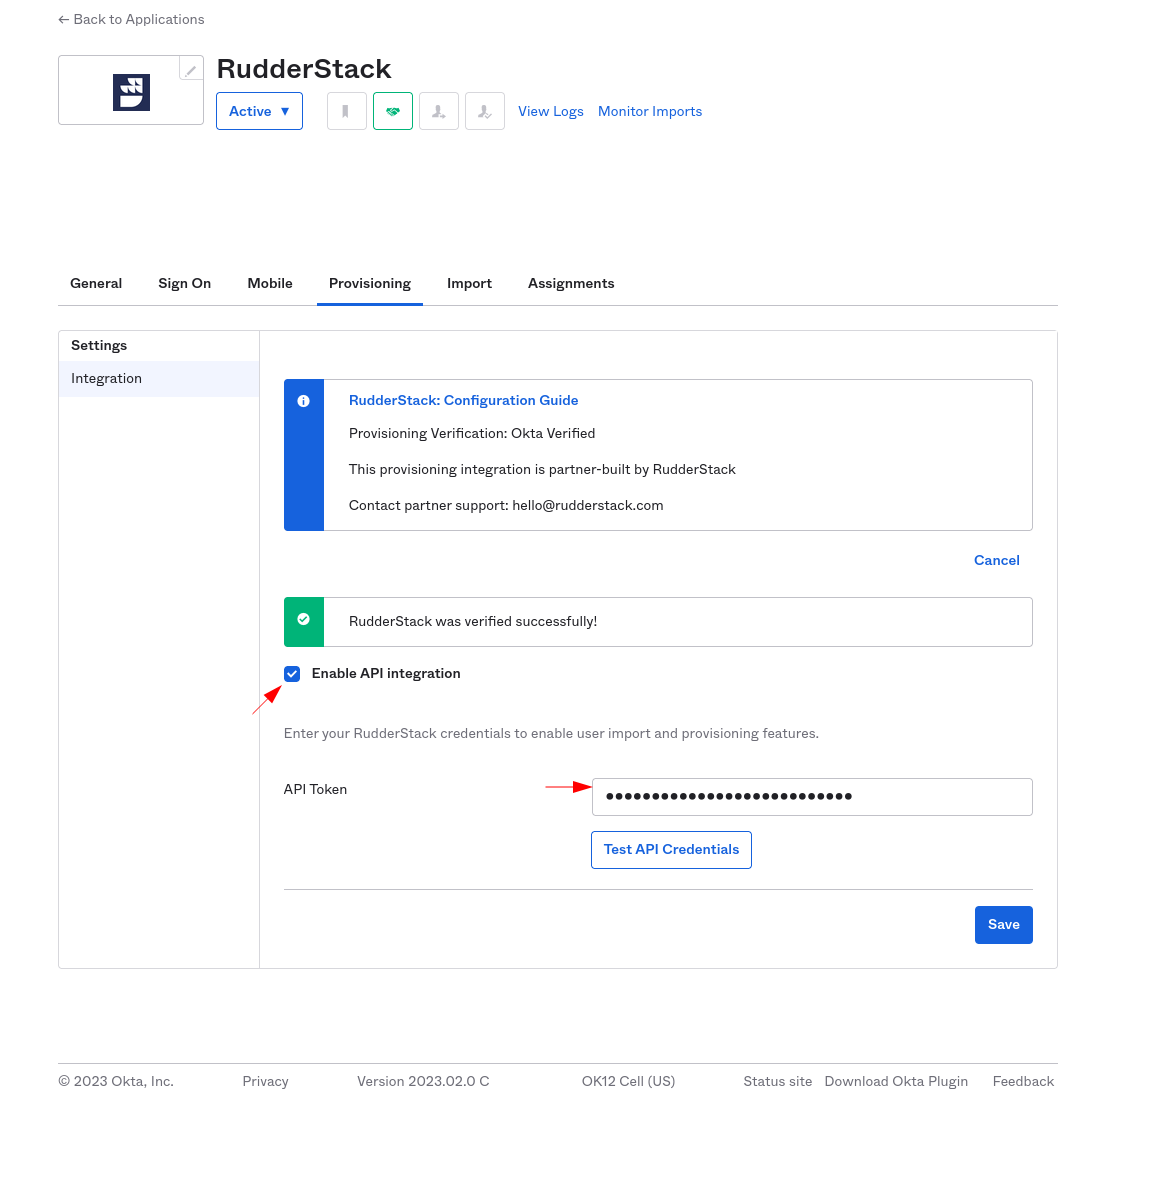 ← Back to Applications
RudderStack
Active ▼ View Logs Monitor Imports
General Sign On Mobile Provisioning Import Assignments
Settings
Integration
RudderStack: Configuration Guide
Provisioning Verification: Okta Verified
This provisioning integration is partner-built by RudderStack
Contact partner support: hello@rudderstack.com
Cancel
RudderStack was verified successfully!
Enable API integration
Enter your RudderStack credentials to enable user import and provisioning features.
API Token •••••••••••••••••••••••••••
Test API Credentials
Save
© 2023 Okta, Inc. Privacy Version 2023.02.0 C OK12 Cell (US) Status site Download Okta Plugin Feedback